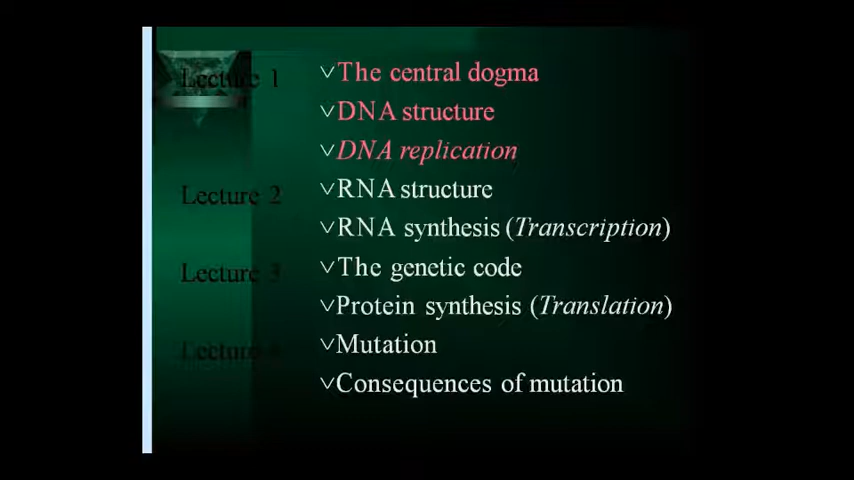 Lecture 1
✓The central dogma
✓DNA structure
✓DNA replication
Lecture 2
✓RNA structure
✓RNA synthesis (Transcription)
Lecture 3
✓The genetic code
✓Protein synthesis (Translation)
Lecture
✓Mutation
✓Consequences of mutation